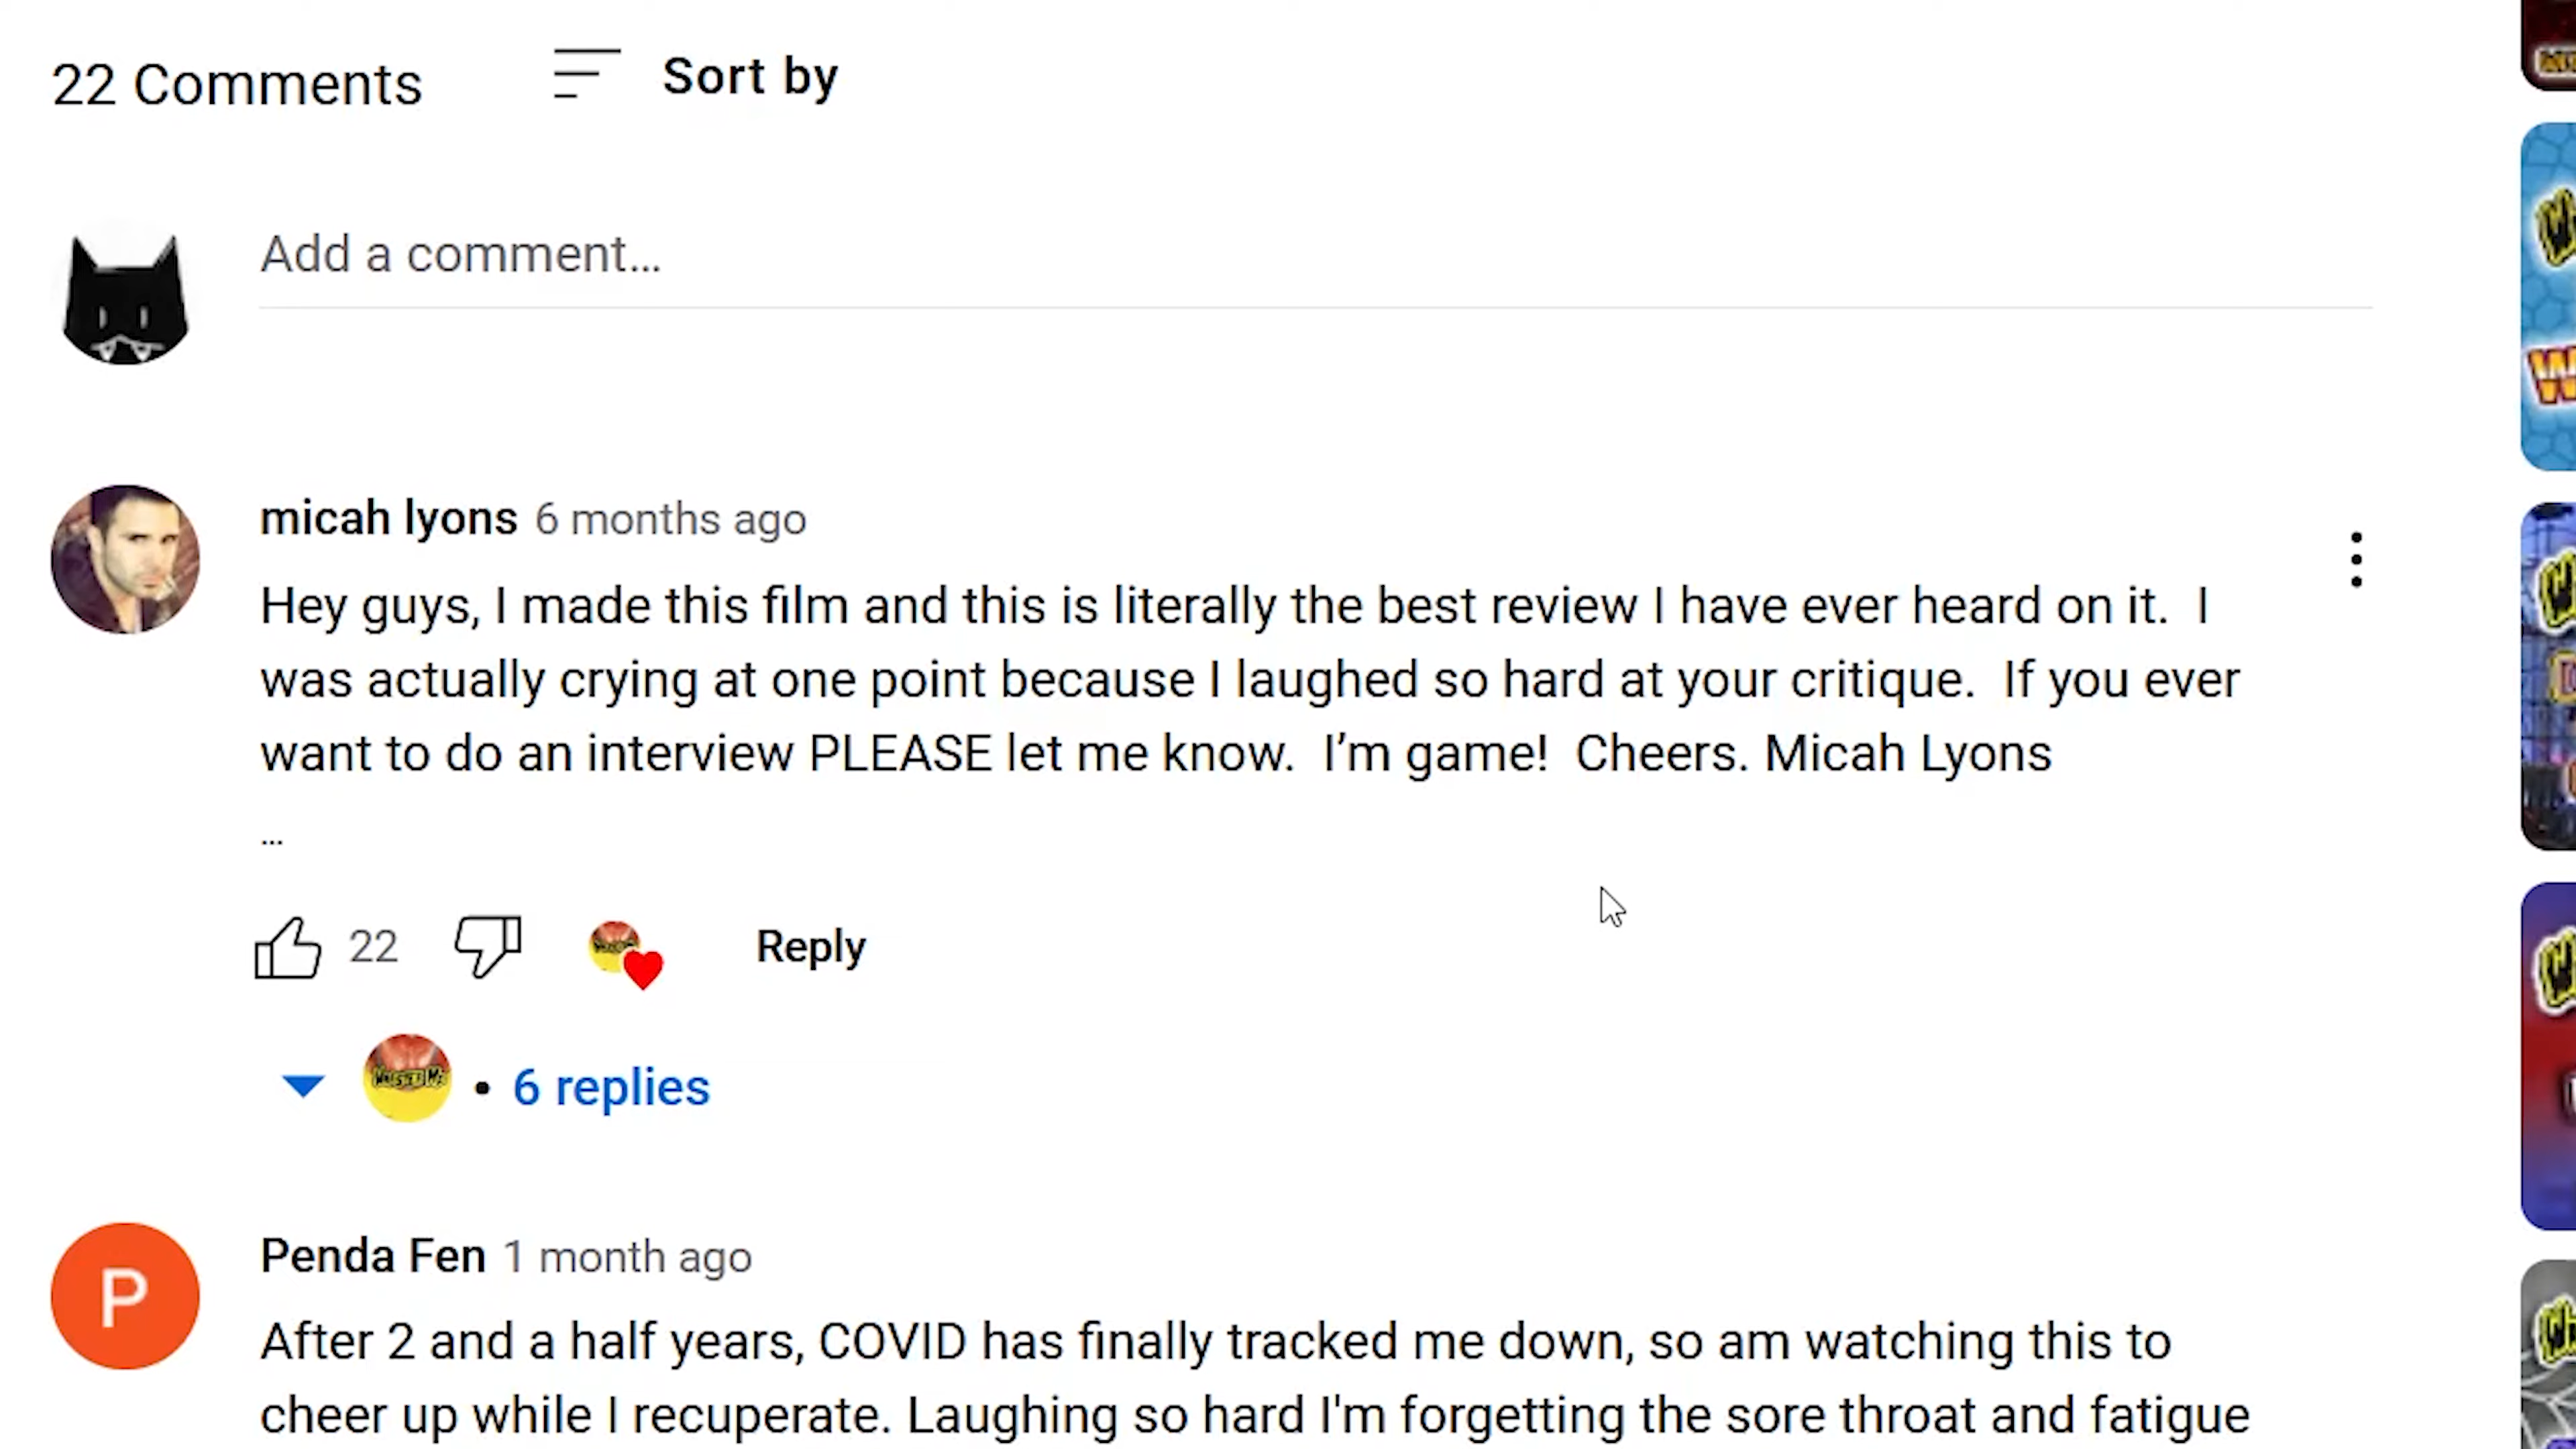 22 Comments
Sort by
Add a comment...
micah lyons 6 months ago
Hey guys, I made this film and this is literally the best review I have ever heard on it.  I
was actually crying at one point because I laughed so hard at your critique.  If you ever
want to do an interview PLEASE let me know.  I’m game!  Cheers. Micah Lyons
...
22
Reply
• 6 replies
P
Penda Fen 1 month ago
After 2 and a half years, COVID has finally tracked me down, so am watching this to
cheer up while I recuperate. Laughing so hard I'm forgetting the sore throat and fatigue